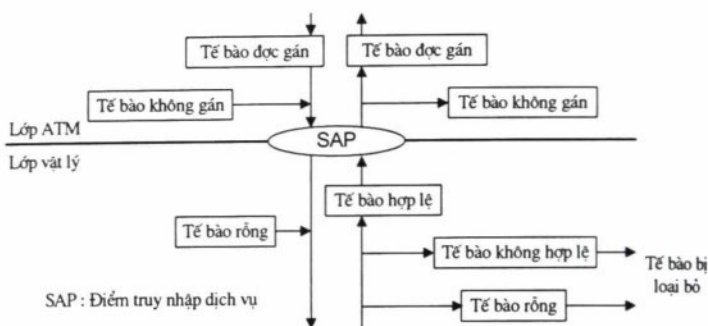 Tế bào đợc gán
Tế bào đợc gán
Tế bào không gán
Tế bào không gán
Lớp ATM
SAP
Lớp vật lý
Tế bào hợp lệ
Tế bào rỗng
Tế bào không hợp lệ
Tế bào bị
loại bỏ
SAP : Điểm truy nhập dịch vụ
Tế bào rỗng